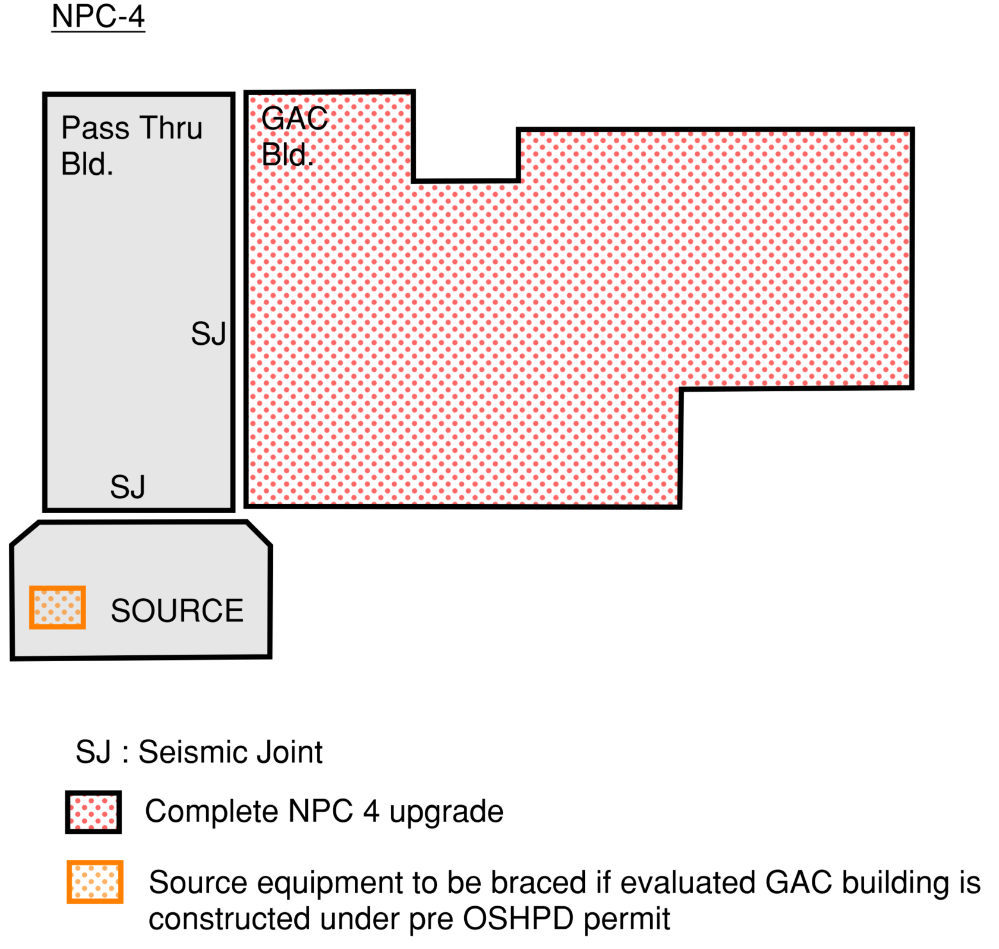 NPC-4
Pass Thru
Bld.
GAC
Bld.
SJ
SJ
SOURCE
SJ : Seismic Joint
Complete NPC 4 upgrade
Source equipment to be braced if evaluated GAC building is
constructed under pre OSHPD permit